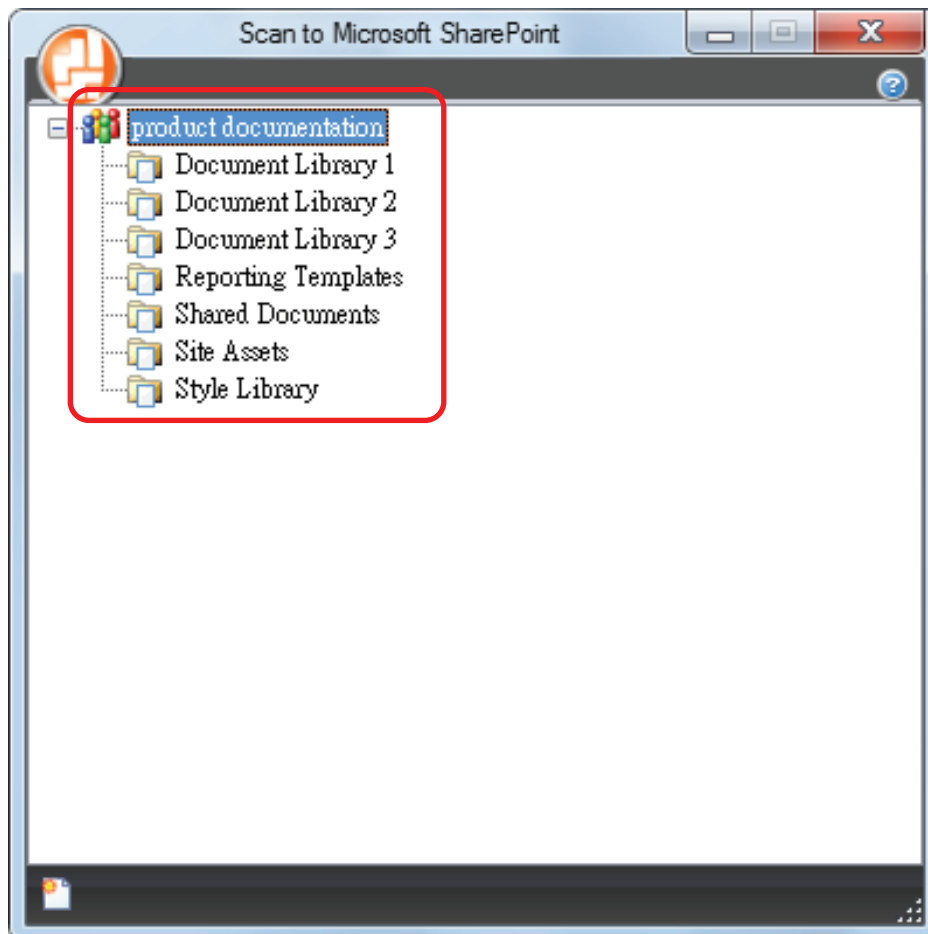 Scan to Microsoft SharePoint
product documentation
Document Library 1
Document Library 2
Document Library 3
Reporting Templates
Shared Documents
Site Assets
Style Library